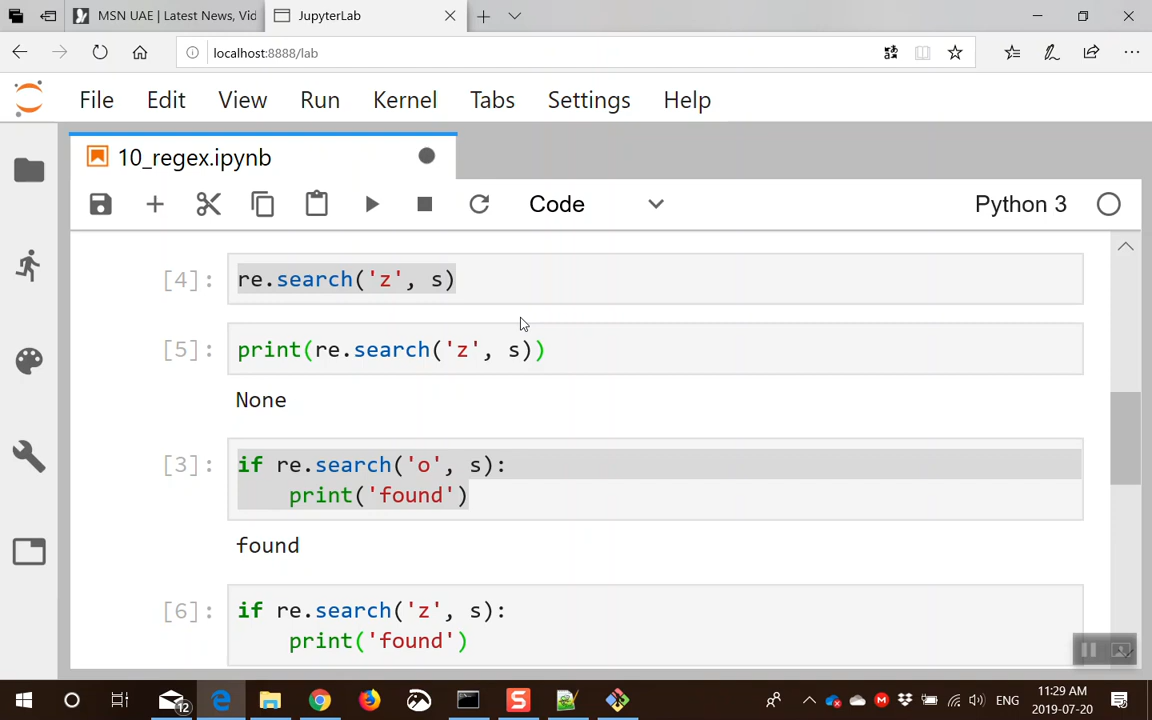 MSN UAE | Latest News, Vid
JupyterLab
localhost:8888/lab
File Edit View Run Kernel Tabs Settings Help
10_regex.ipynb
Code
Python 3
[4]: re.search('z', s)
[5]: print(re.search('z', s))
None
[3]: if re.search('o', s):
print('found')
found
[6]: if re.search('z', s):
print('found')
12
ENG
11:29 AM
2019-07-20